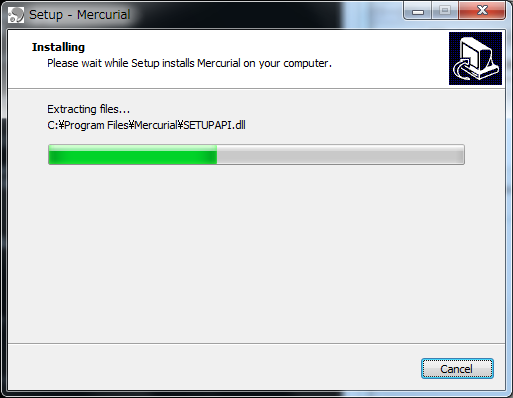 Setup - Mercurial
Installing
Please wait while Setup installs Mercurial on your computer.
Extracting files...
C:¥Program Files¥Mercurial¥SETUPAPI.dll
Cancel